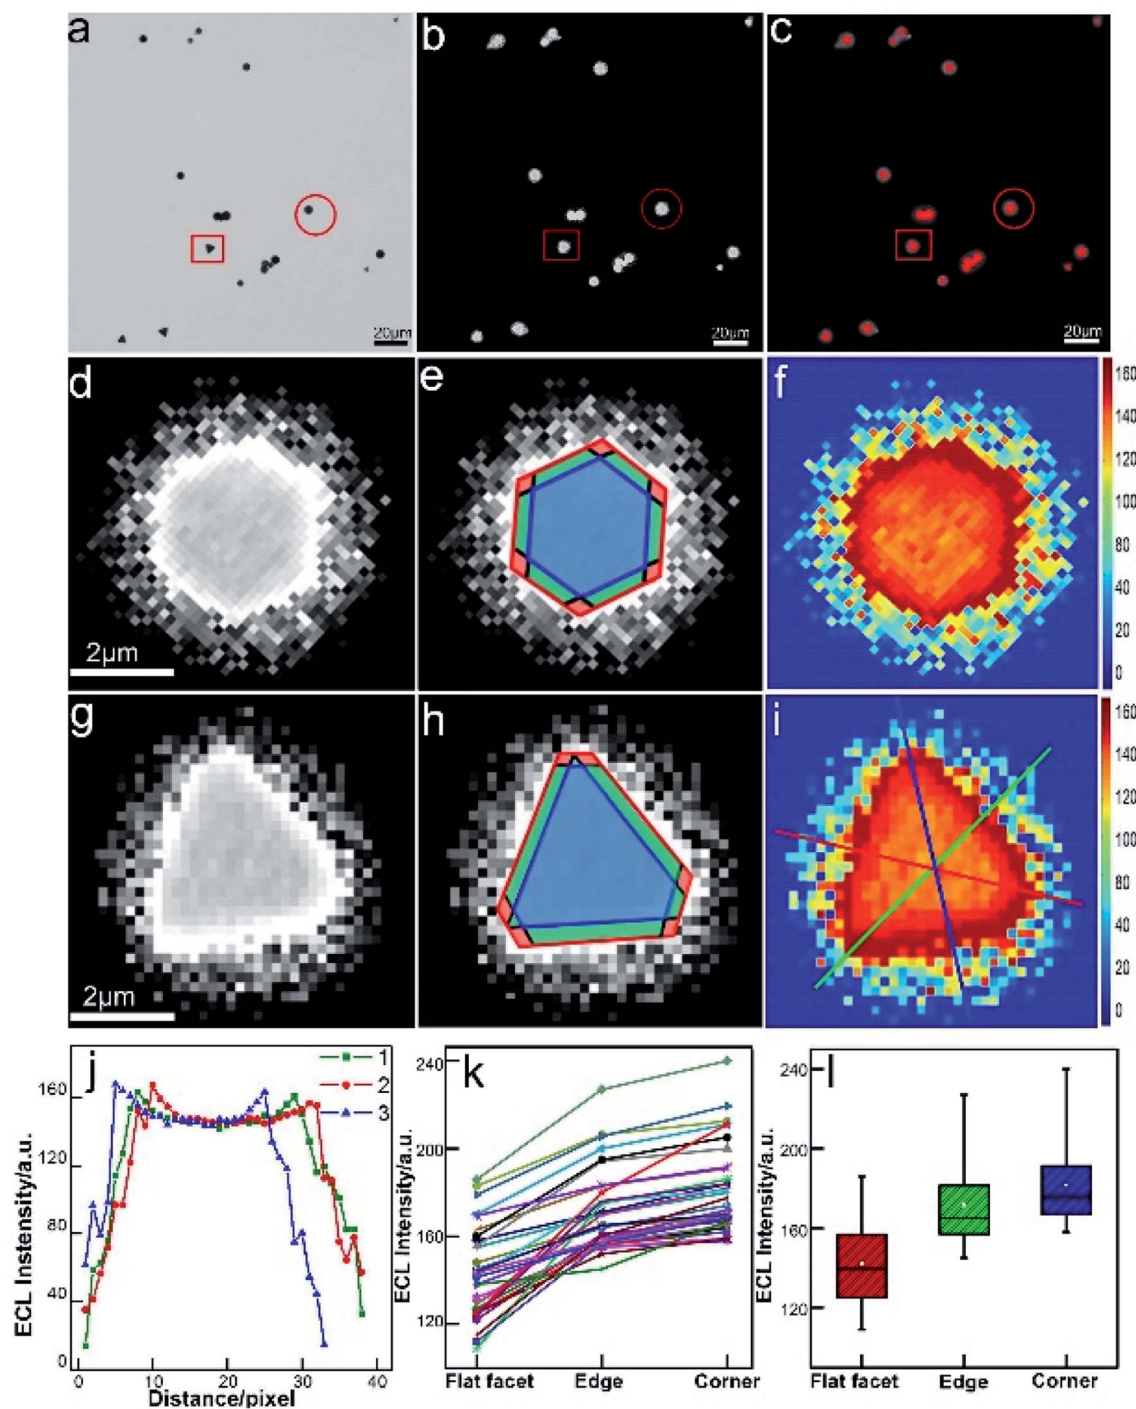 a
b
c
20µm
20µm
20µm
d
e
f
160
140
120
100
80
60
40
20
0
2µm
g
h
i
160
140
120
100
80
60
40
20
0
2µm
j
1
2
3
ECL Instensity/a.u.
160
120
80
40
0
0
10
20
30
40
Distance/pixel
k
ECL Intensity/a.u.
240
200
160
120
Flat facet
Edge
Corner
l
ECL Intensity/a.u.
240
200
160
120
Flat facet
Edge
Corner